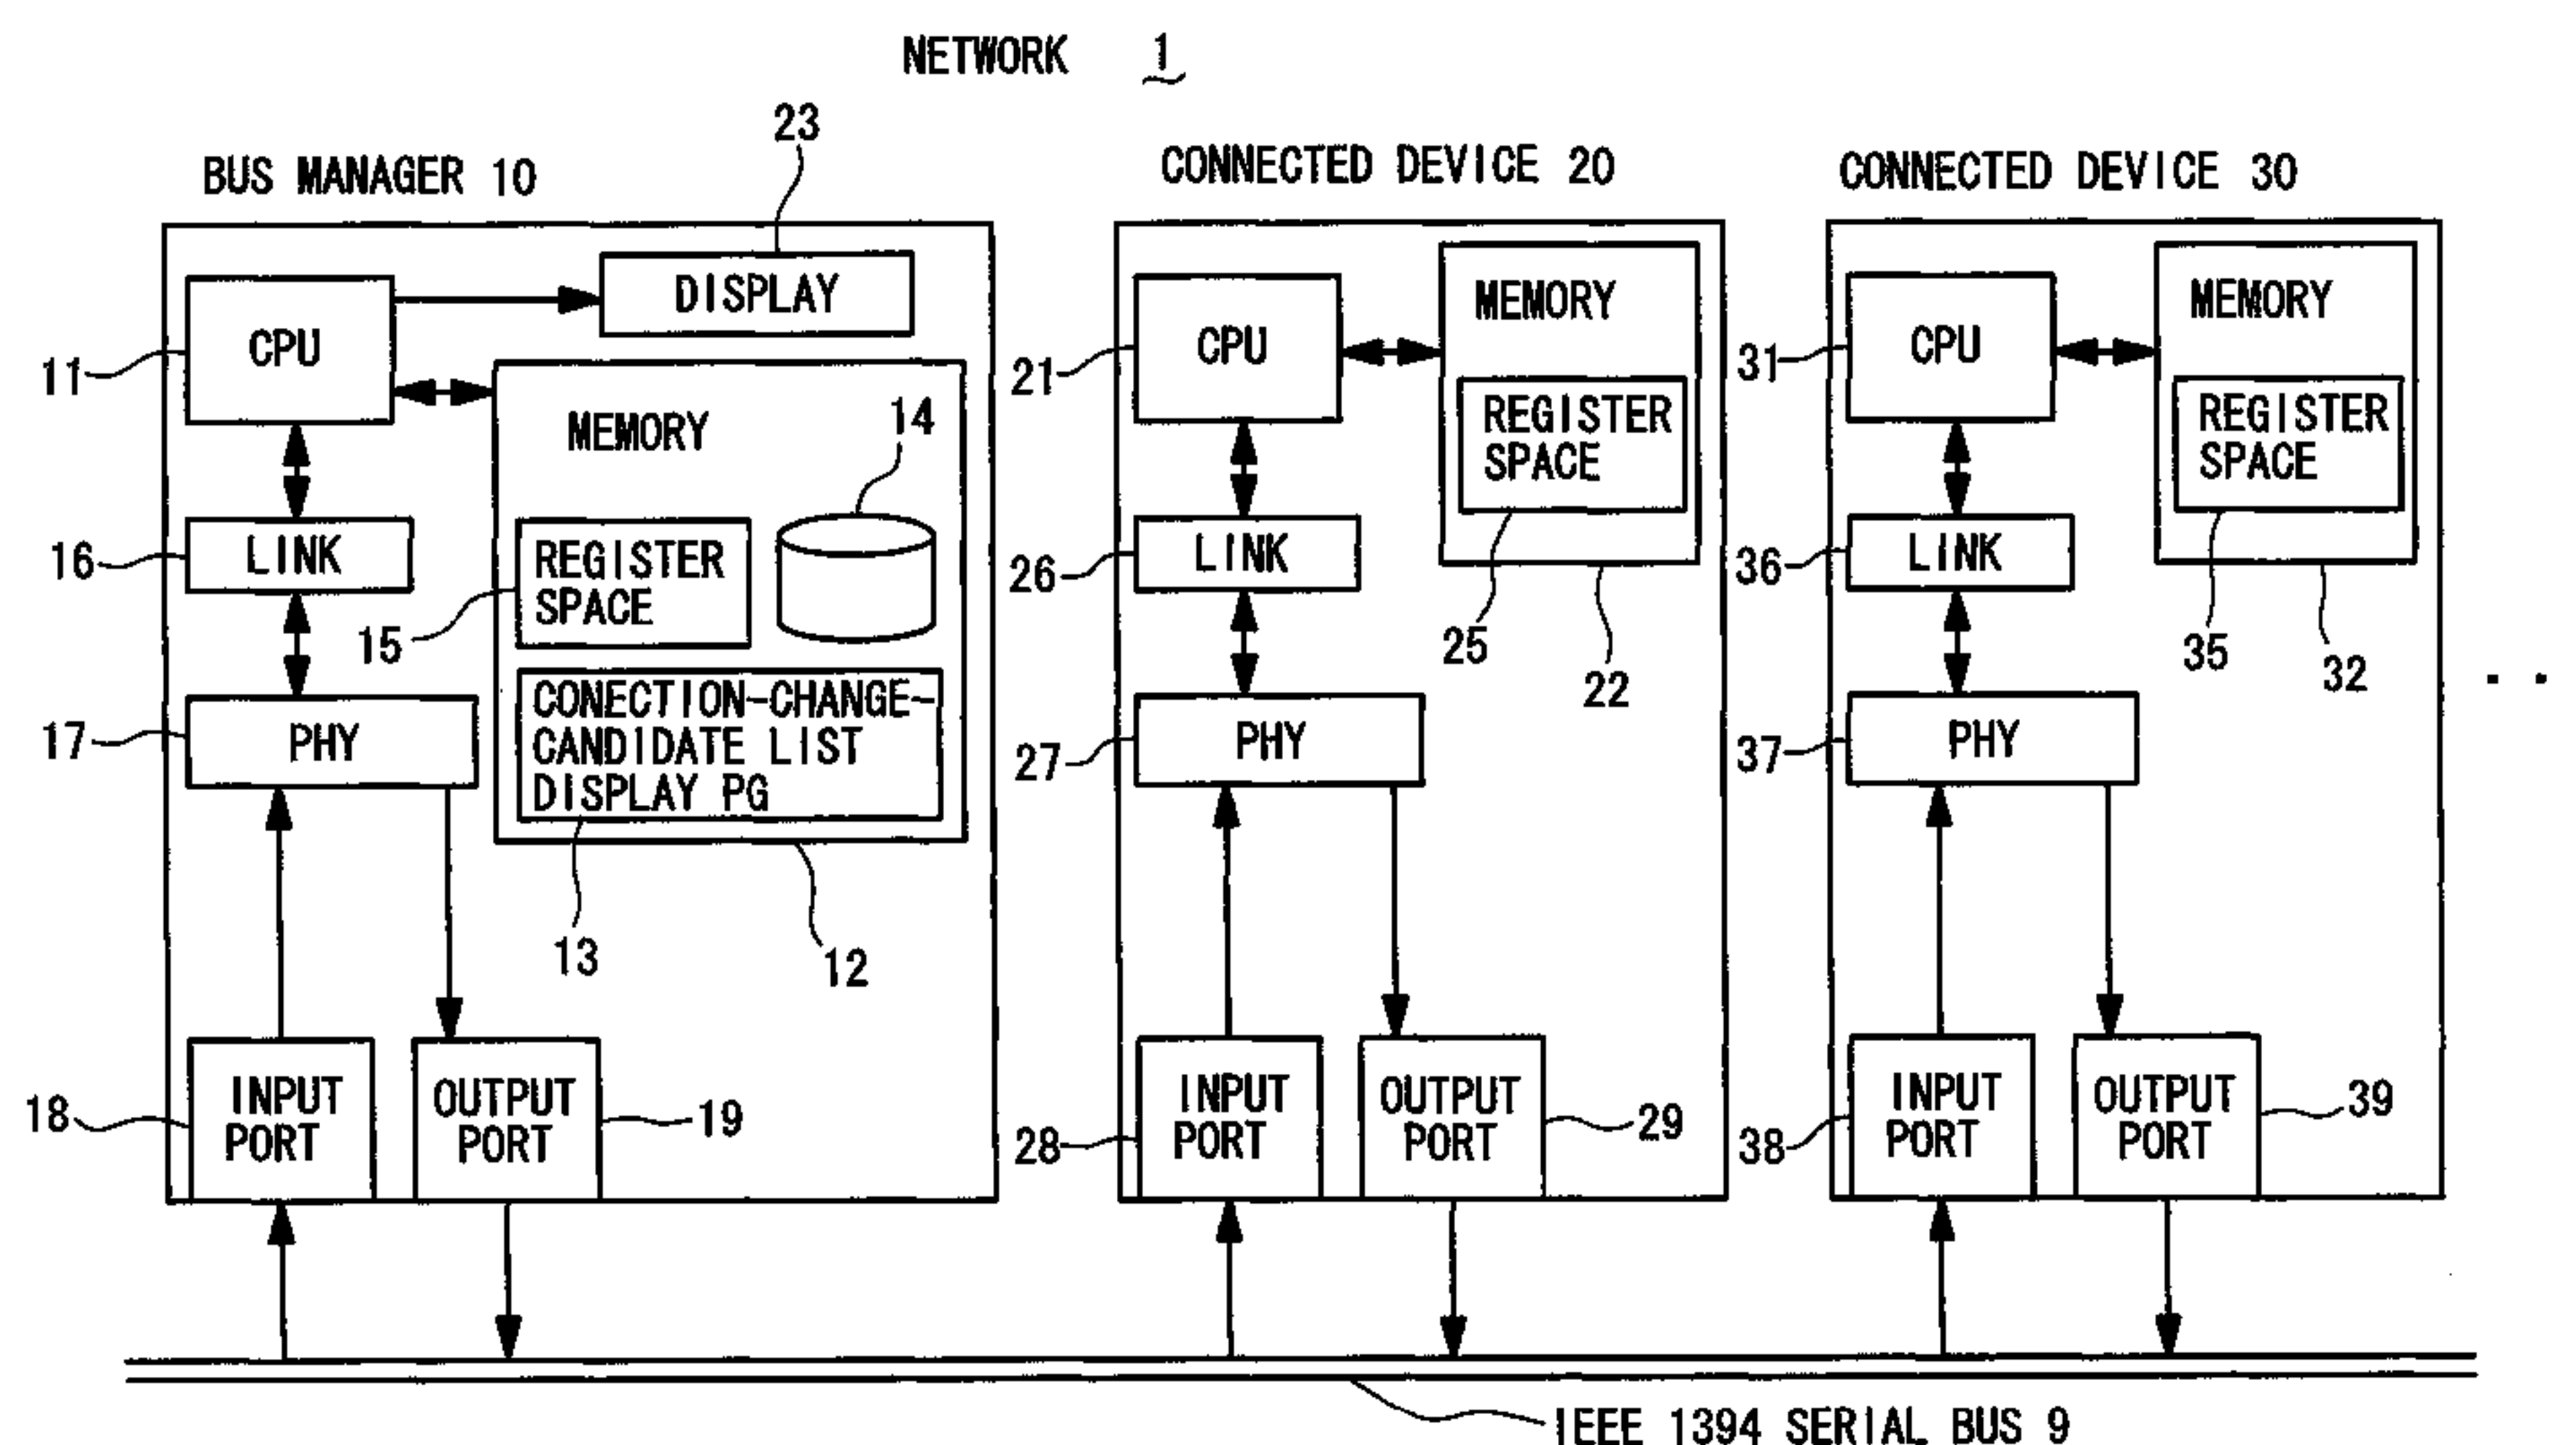 NETWORK 1
BUS MANAGER 10
23
CONNECTED DEVICE 20
CONNECTED DEVICE 30
CPU
DISPLAY
11
MEMORY
14
LINK
16
REGISTER
SPACE
15
CONECTION-CHANGE-
CANDIDATE LIST
DISPLAY PG
PHY
17
13
12
INPUT
PORT
18
OUTPUT
PORT
19
CPU
21
MEMORY
REGISTER
SPACE
LINK
26
25
22
PHY
27
INPUT
PORT
28
OUTPUT
PORT
29
CPU
31
MEMORY
REGISTER
SPACE
LINK
36
35
32
PHY
37
INPUT
PORT
38
OUTPUT
PORT
39
. .
IEEE 1394 SERIAL BUS 9